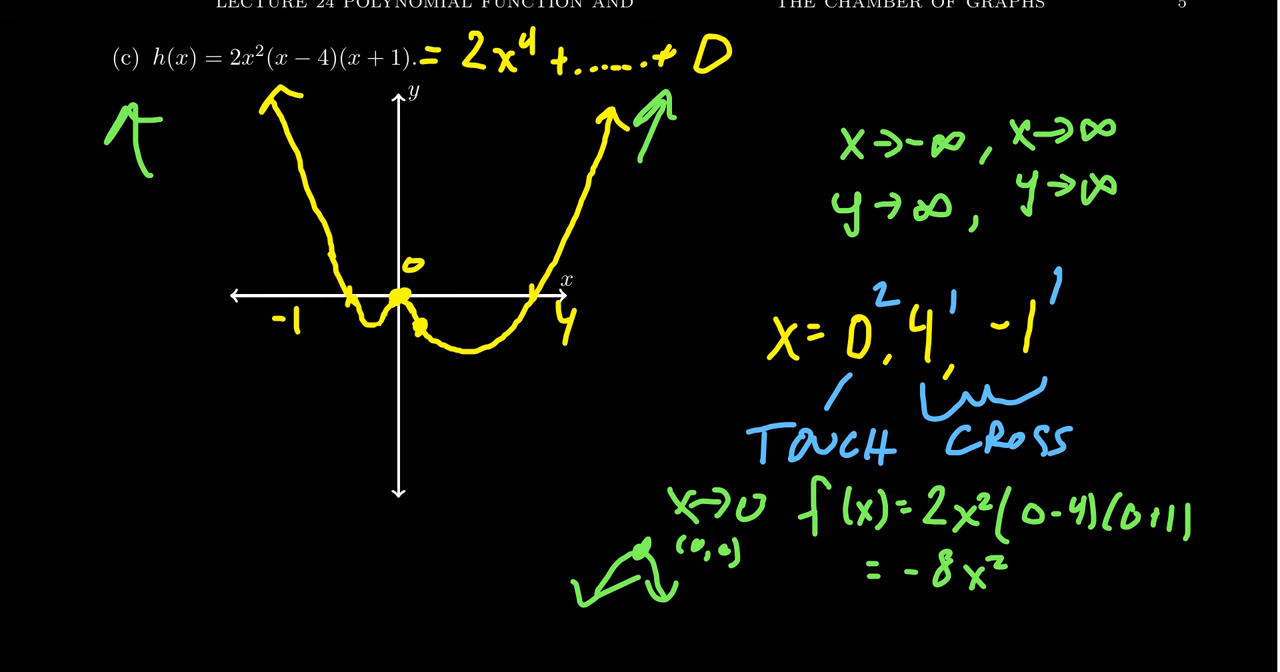 LECTURE 24 POLYNOMIAL FUNCTION AND THE CHAMBER OF GRAPHS 5
(c) h(x) = 2x²(x − 4)(x + 1). = 2x⁴ + ...... + 0
y
x → -∞ , x → ∞
y → ∞ , y → ∞
0
x
-1 4
x = 0², 4¹, -1¹
TOUCH CROSS
x → 0 f(x) = 2x²(0-4)(0+1)
(0,0)
= -8x²